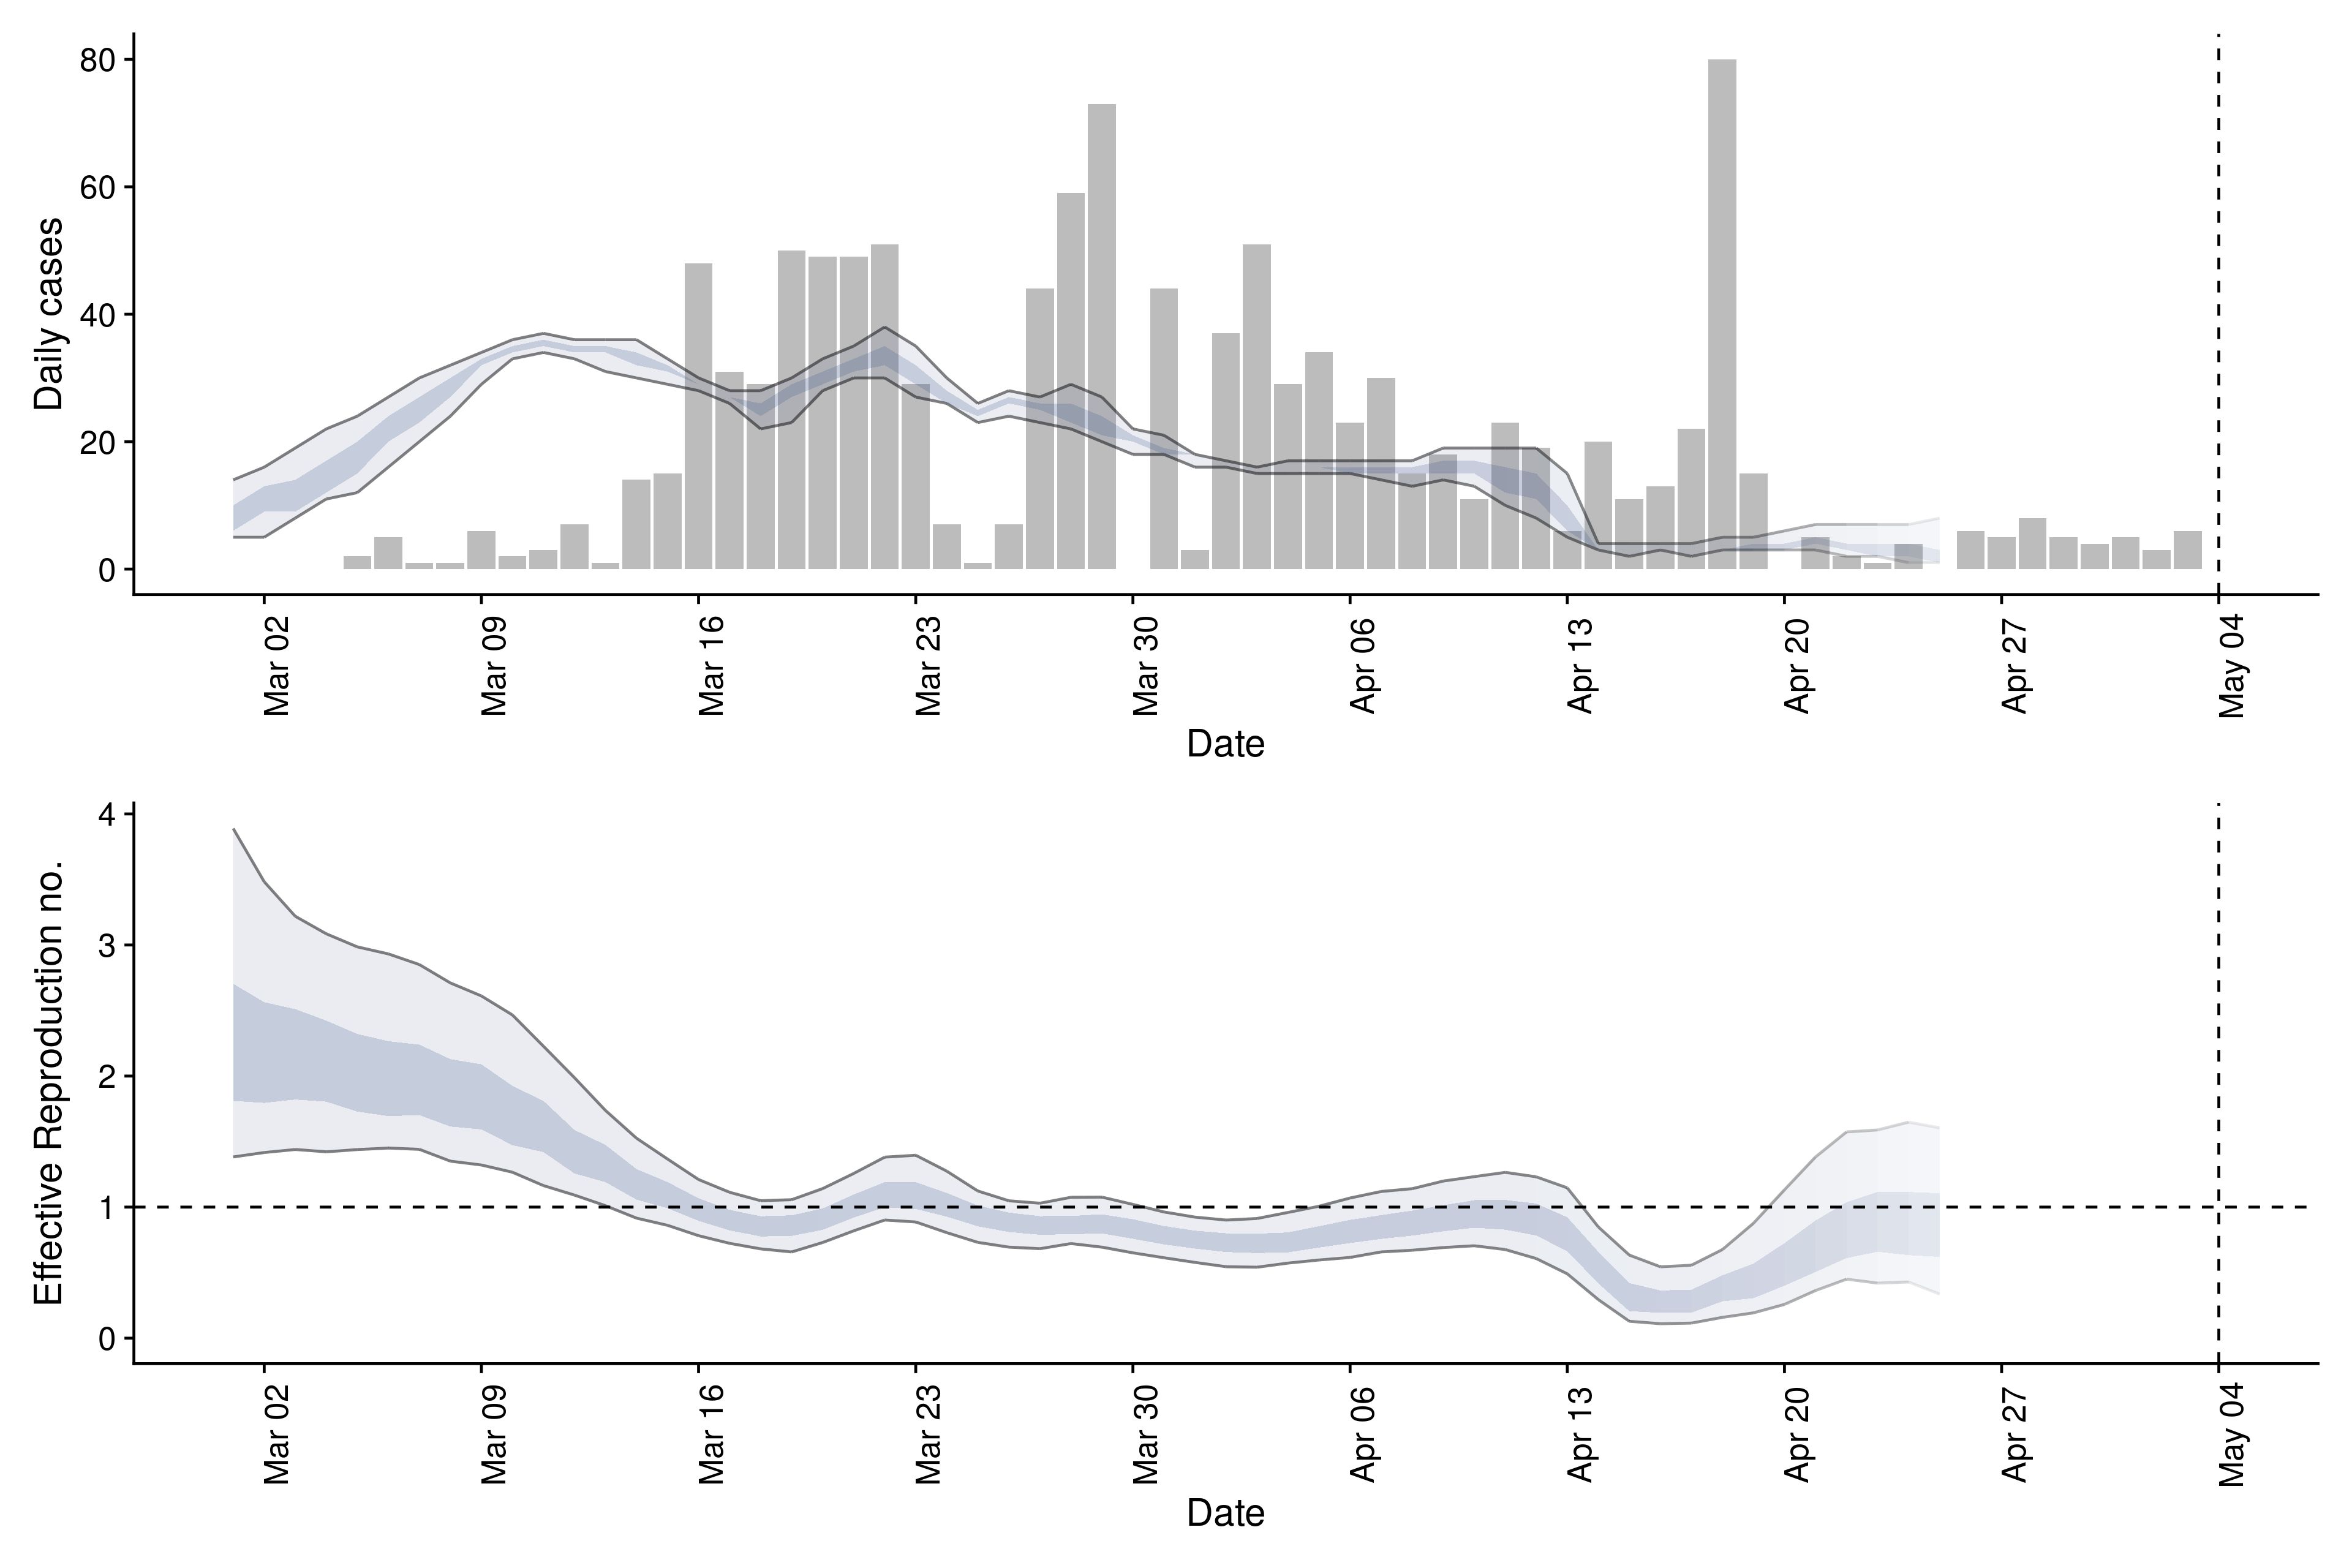 80
60
40
20
0
Daily cases
Mar 02
Mar 09
Mar 16
Mar 23
Mar 30
Apr 06
Apr 13
Apr 20
Apr 27
May 04
Date
4
3
2
1
0
Effective Reproduction no.
Mar 02
Mar 09
Mar 16
Mar 23
Mar 30
Apr 06
Apr 13
Apr 20
Apr 27
May 04
Date